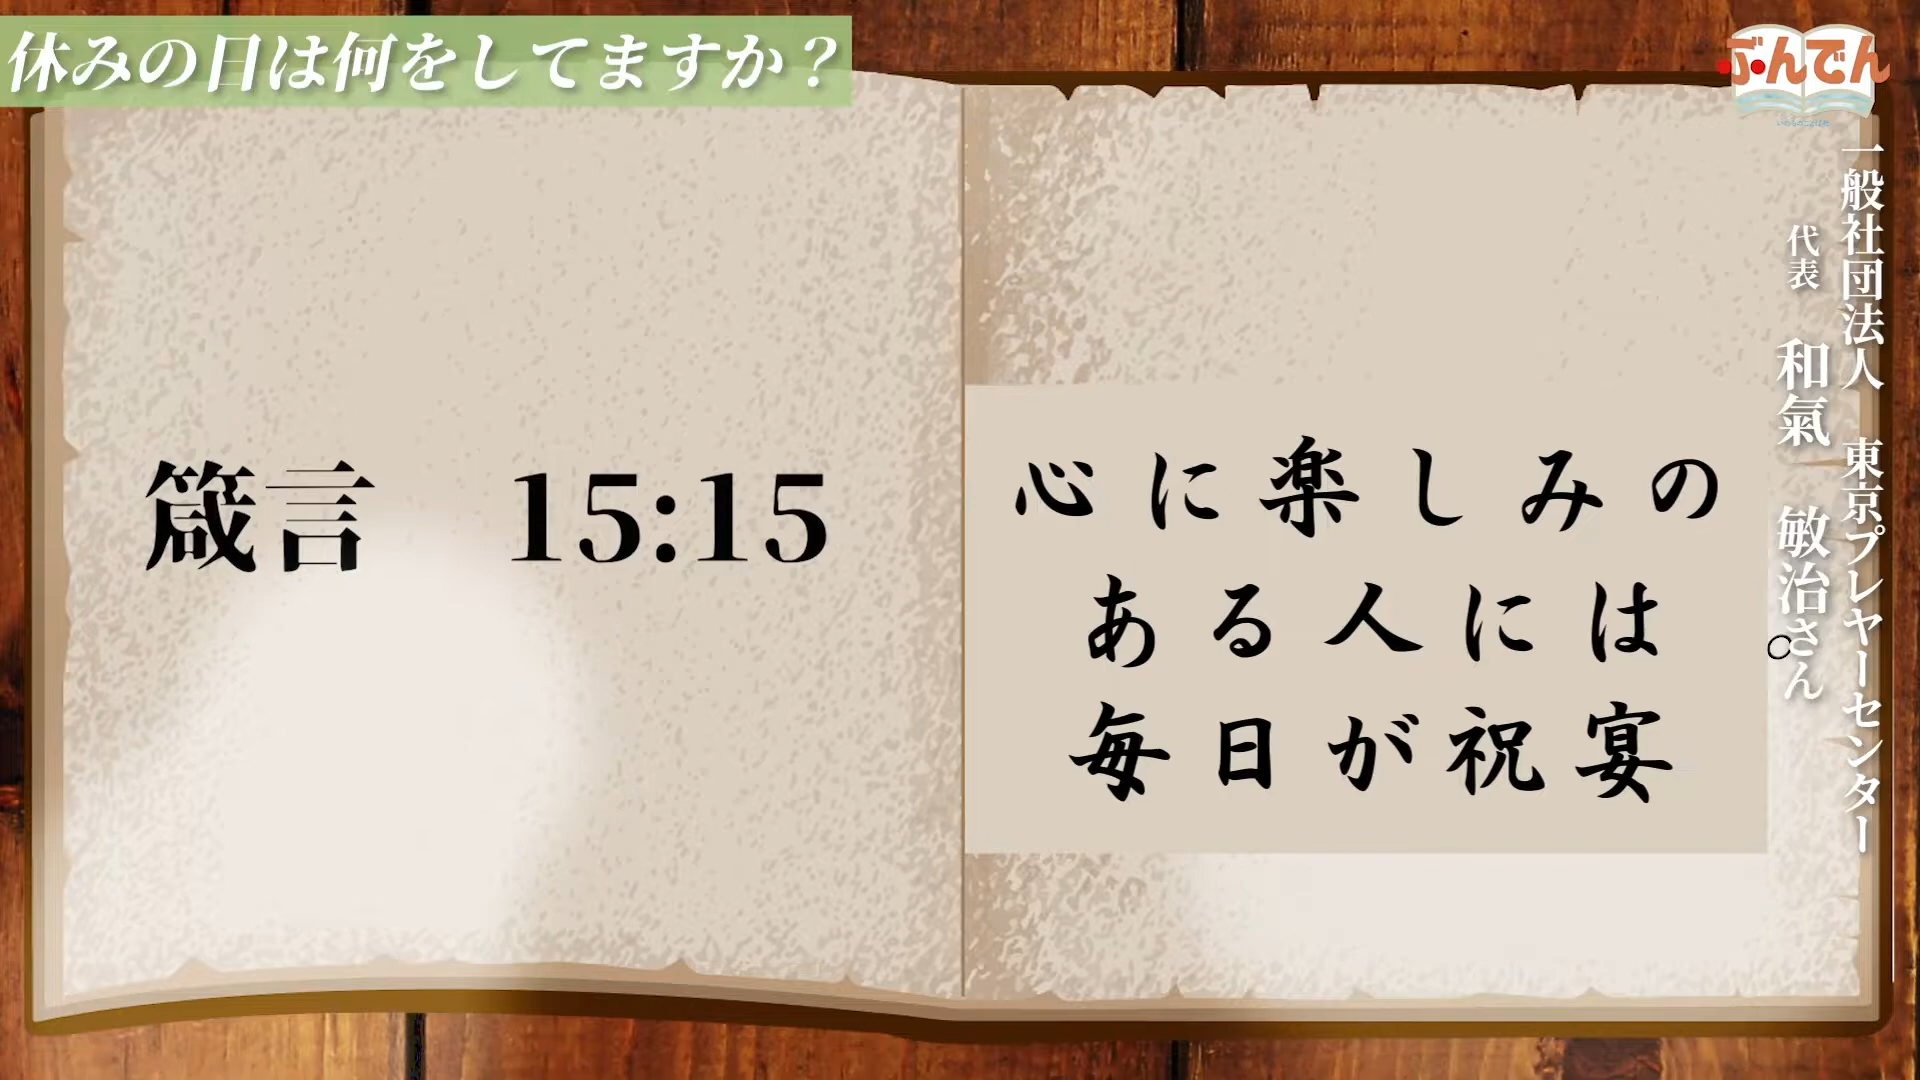 休みの日は何をしてますか？
ぶんでん
一般社団法人　東京プレヤーセンター
代表　和氣　敏治さん
箴言　15:15
心に楽しみの
ある人には
毎日が祝宴
。